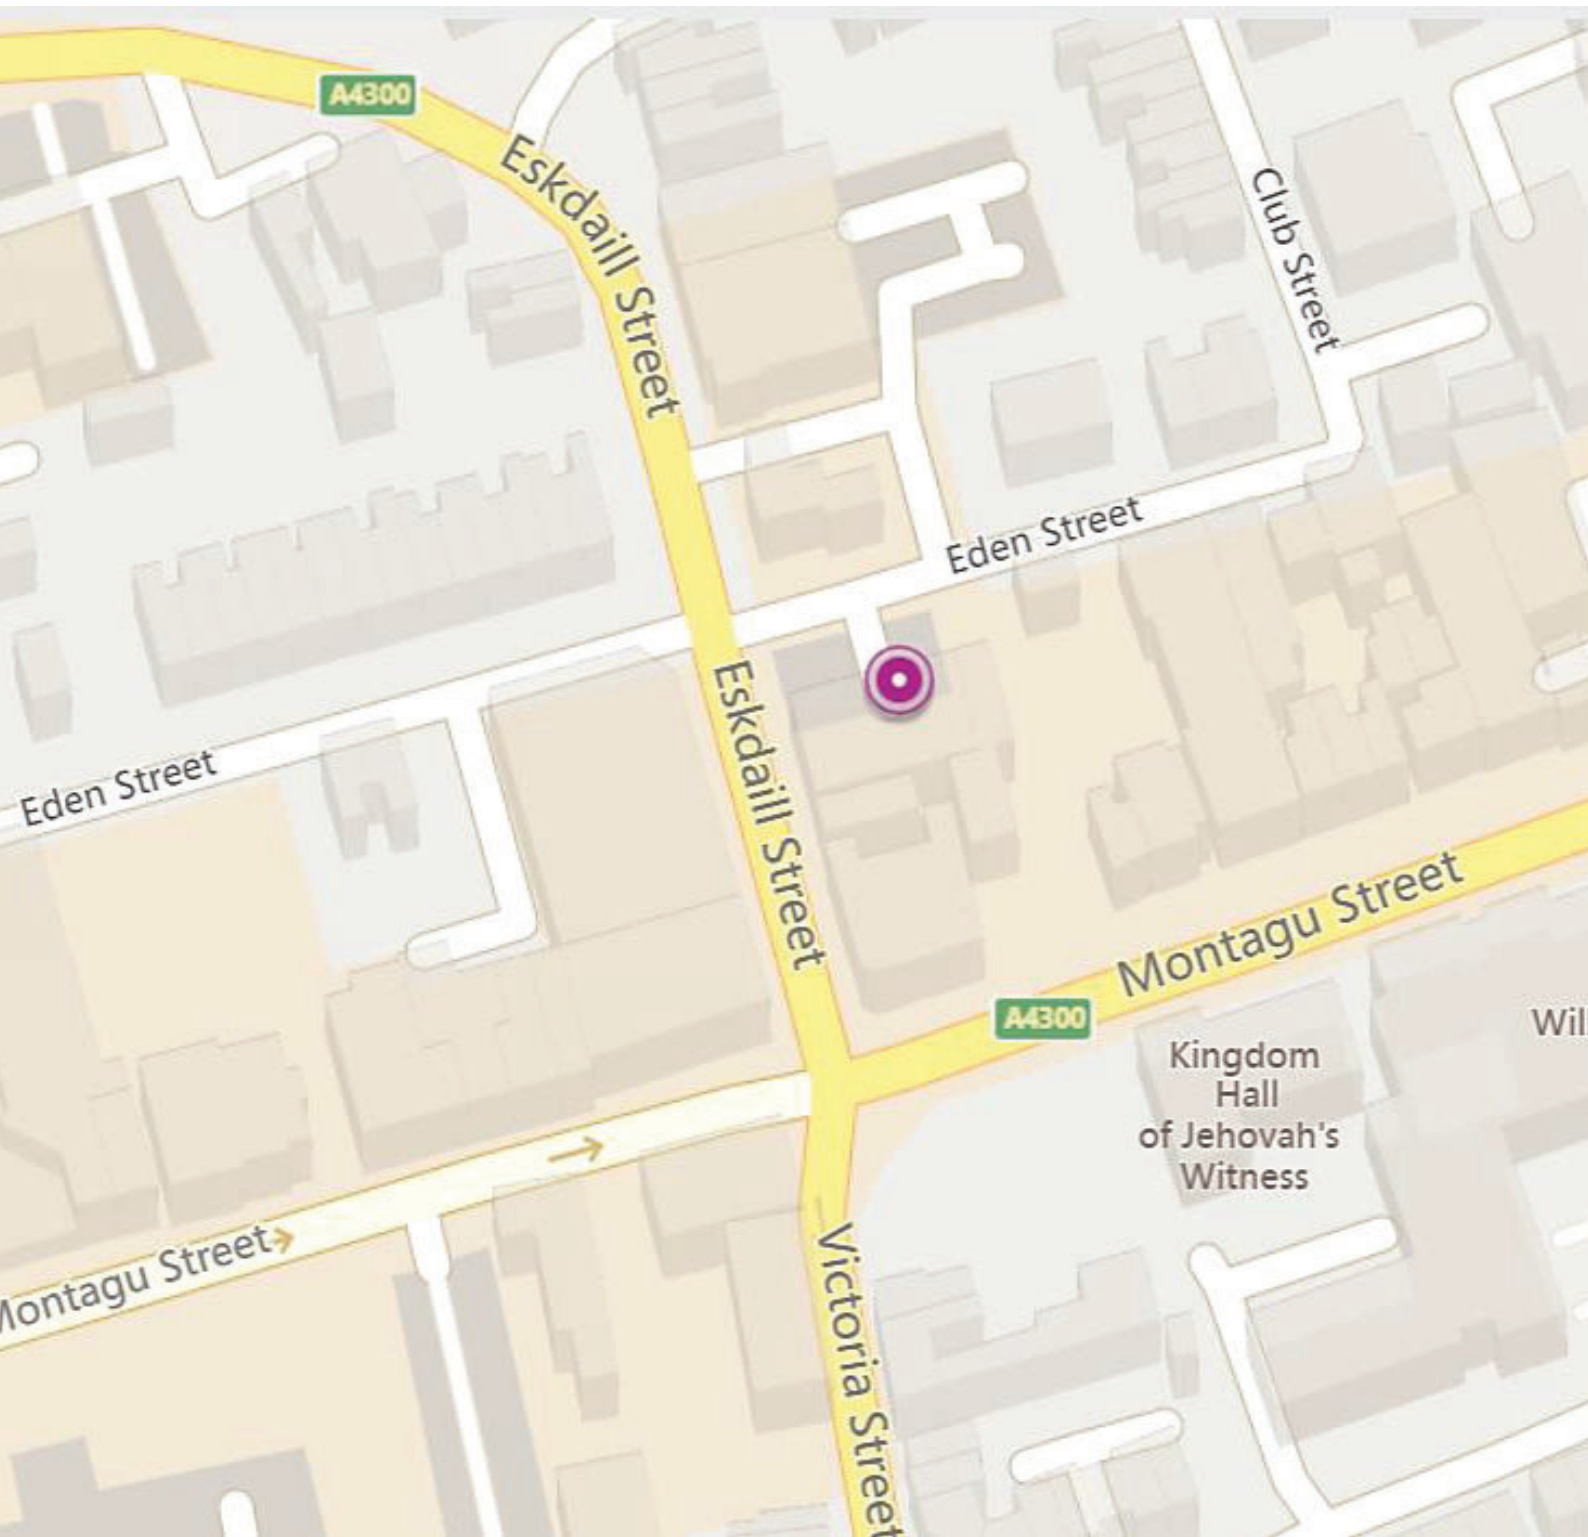 A4300
Eskdaill Street
Club Street
Eden Street
Eskdaill Street
Eden Street
Montagu Street
A4300
Kingdom
Hall
of Jehovah's
Witness
Wil
Montagu Street
Victoria Street